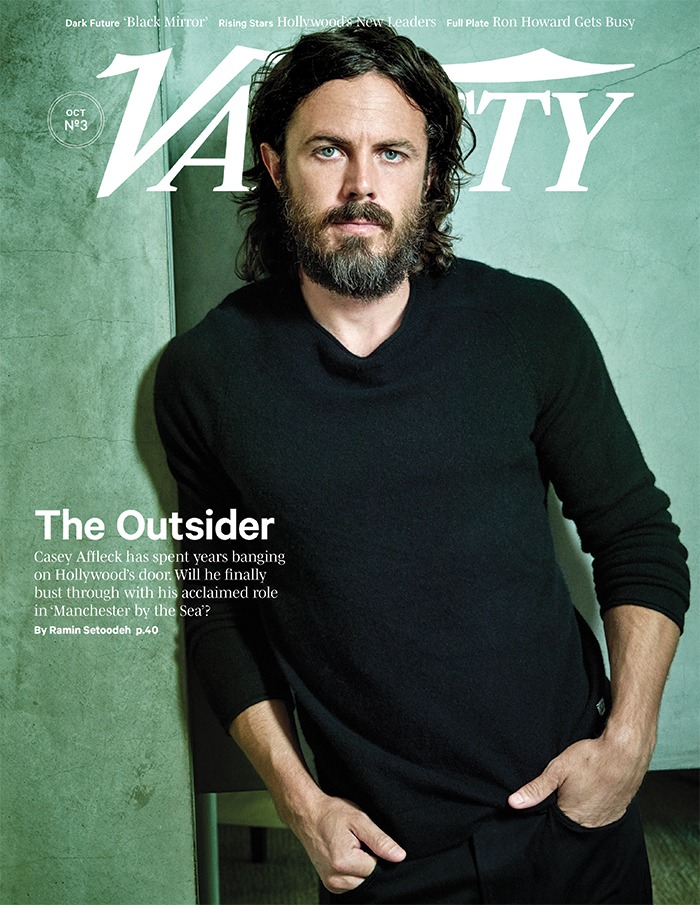 Dark Future ‘Black Mirror’ Rising Stars Hollywood's New Leaders Full Plate Ron Howard Gets Busy
VARIETY
OCT
Nº3
The Outsider
Casey Affleck has spent years banging
on Hollywood's door. Will he finally
bust through with his acclaimed role
in ‘Manchester by the Sea’?
By Ramin Setoodeh p.40